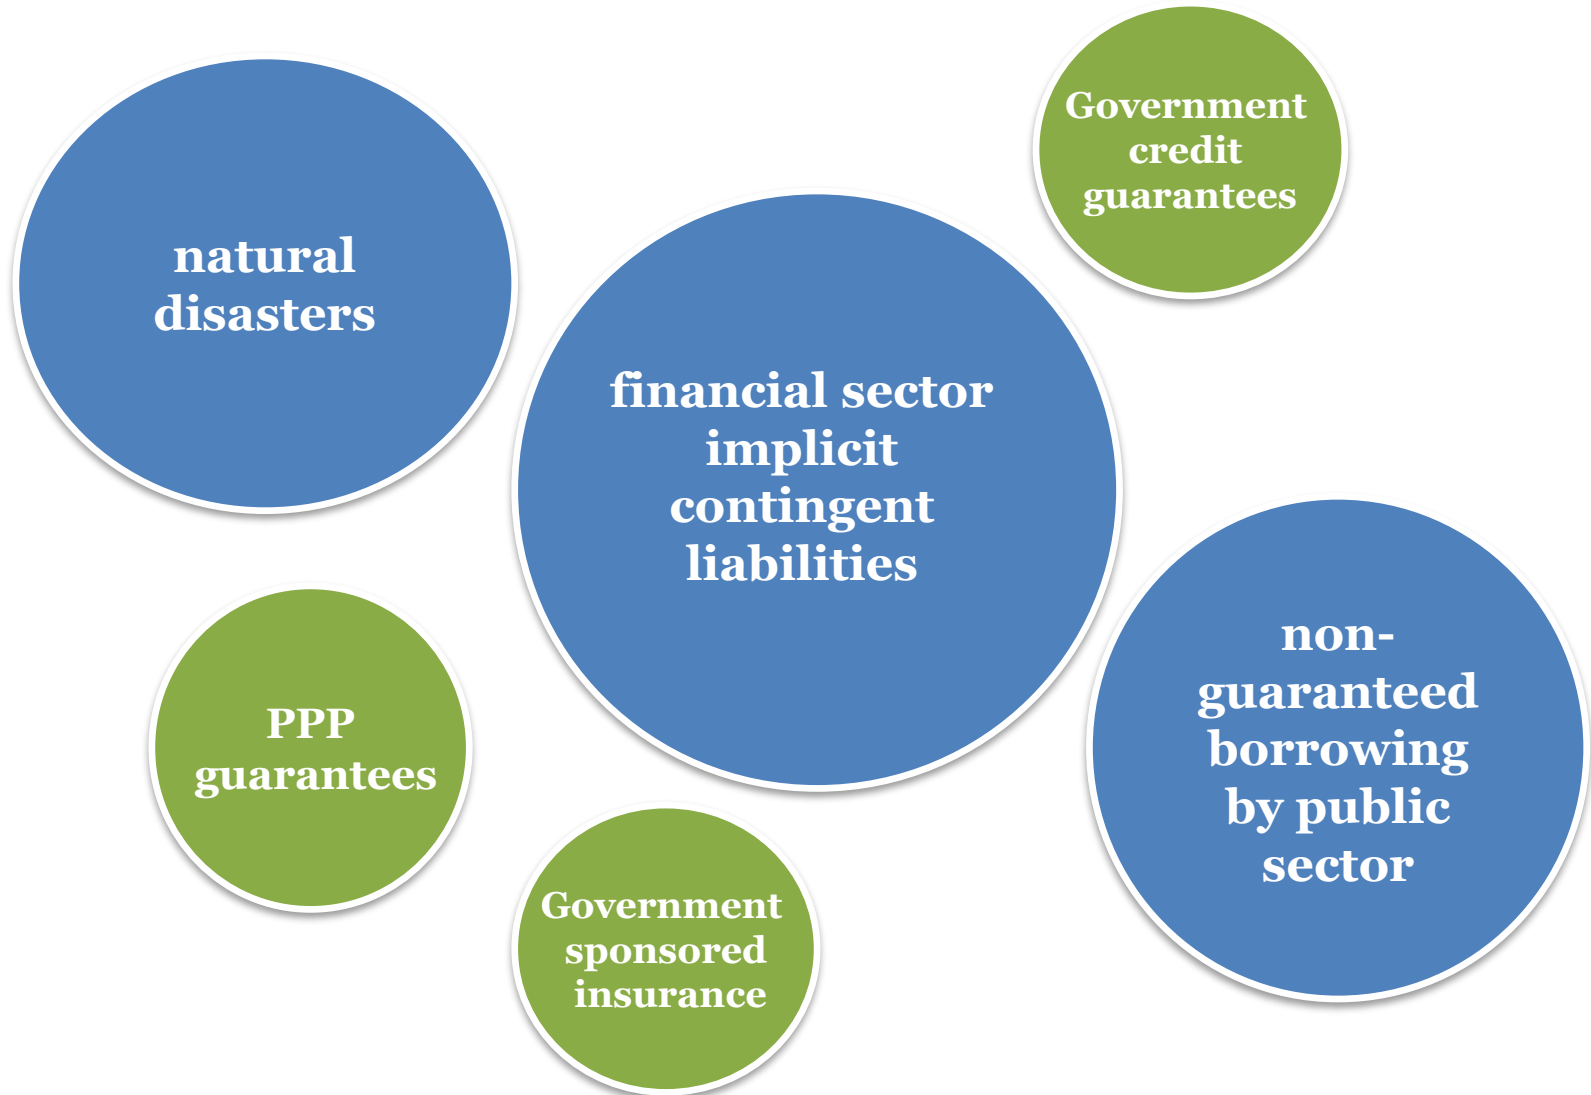 Government
credit
guarantees
natural
disasters
financial sector
implicit
contingent
liabilities
non-
guaranteed
borrowing
by public
sector
PPP
guarantees
Government
sponsored
insurance